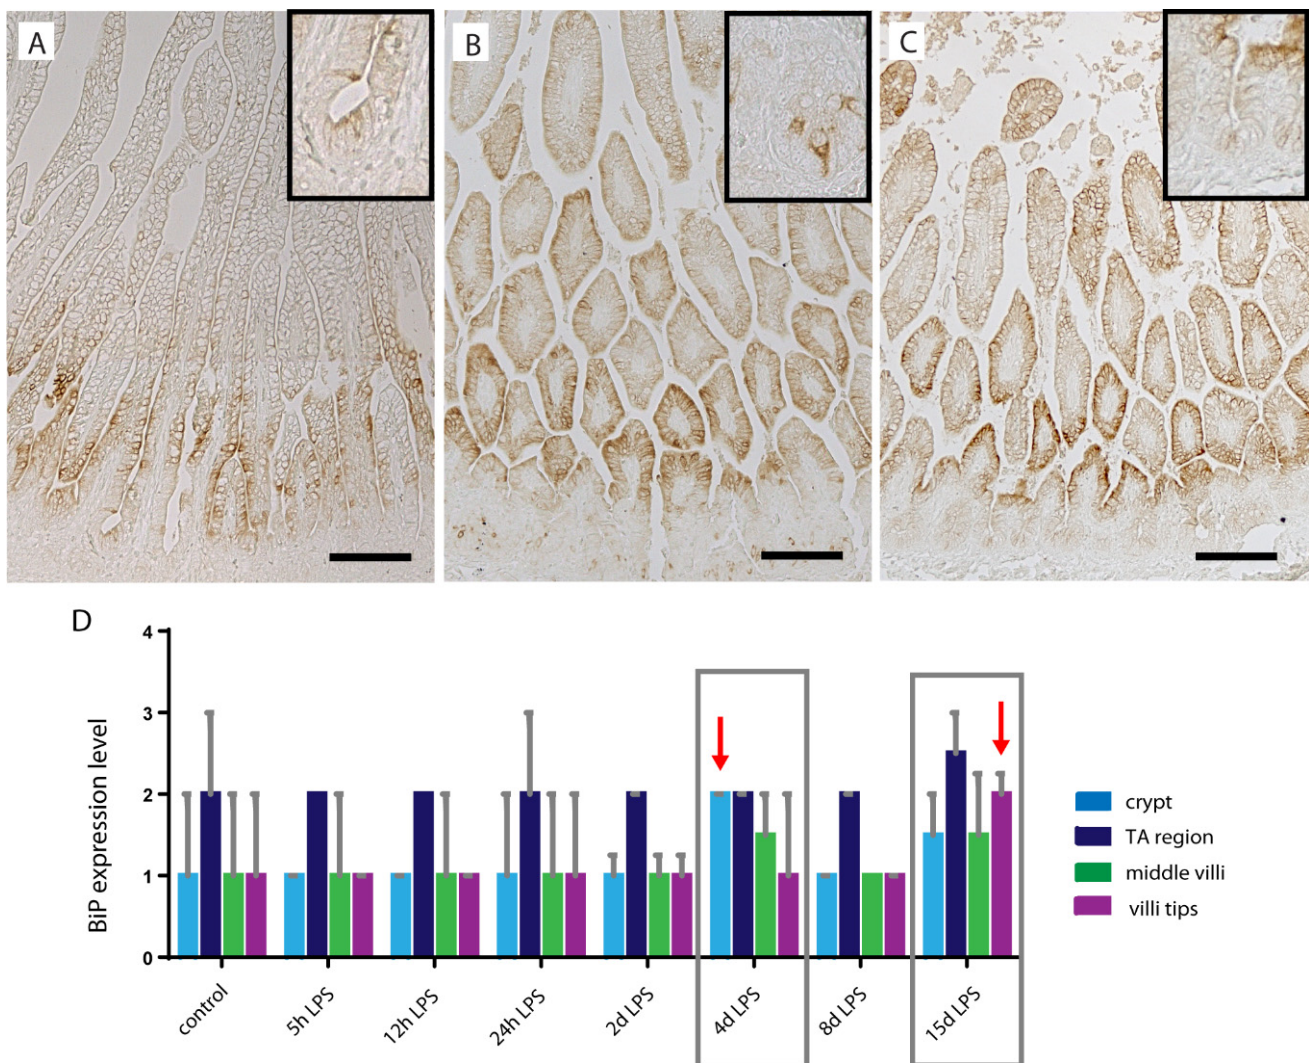 A
B
C
D
4
3
2
1
0
BiP expression level
control
5h LPS
12h LPS
24h LPS
2d LPS
4d LPS
8d LPS
15d LPS
crypt
TA region
middle villi
villi tips